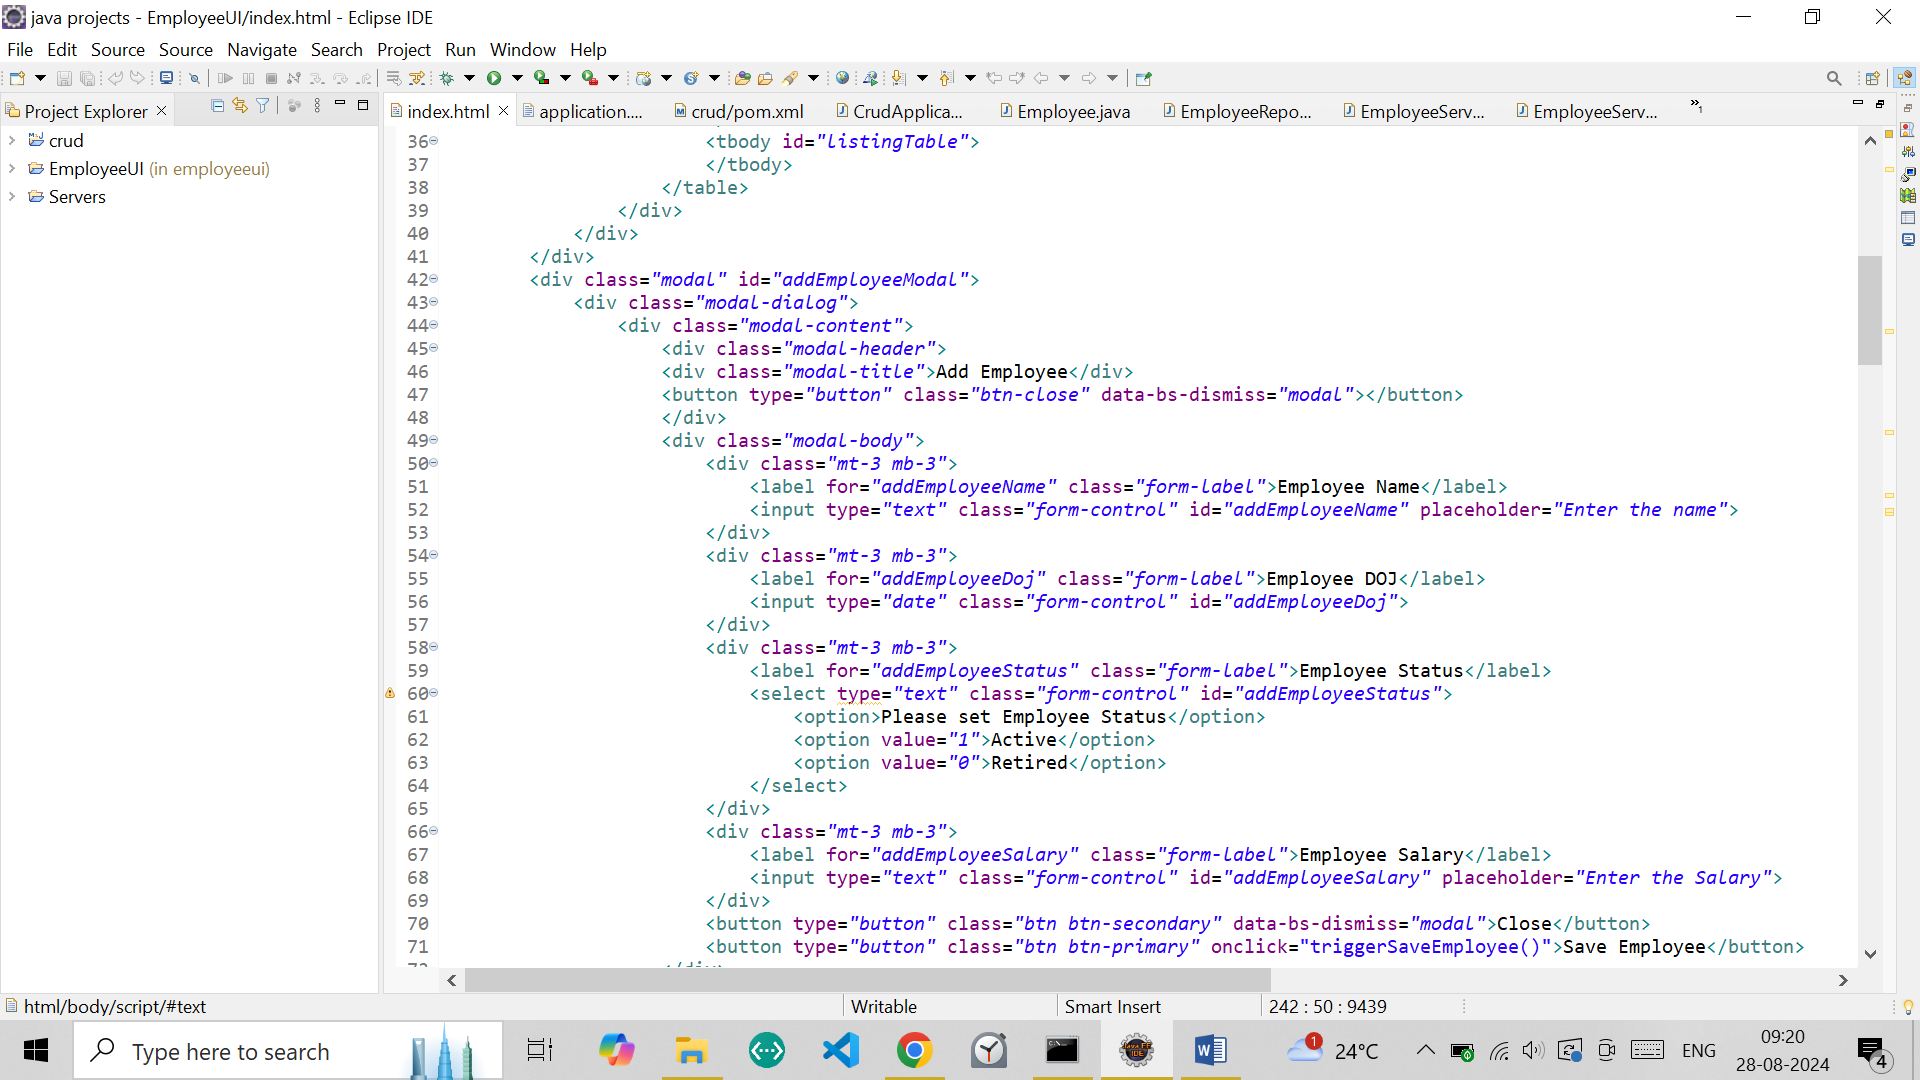 java projects - EmployeeUI/index.html - Eclipse IDE
File Edit Source Source Navigate Search Project Run Window Help
Project Explorer
index.html
application....
crud/pom.xml
CrudApplica...
Employee.java
EmployeeRepo...
EmployeeServ...
EmployeeServ...
»1
crud
EmployeeUI (in employeeui)
Servers
36 <tbody id="listingTable">
37 </tbody>
38 </table>
39 </div>
40 </div>
41 </div>
42 <div class="modal" id="addEmployeeModal">
43 <div class="modal-dialog">
44 <div class="modal-content">
45 <div class="modal-header">
46 <div class="modal-title">Add Employee</div>
47 <button type="button" class="btn-close" data-bs-dismiss="modal"></button>
48 </div>
49 <div class="modal-body">
50 <div class="mt-3 mb-3">
51 <label for="addEmployeeName" class="form-label">Employee Name</label>
52 <input type="text" class="form-control" id="addEmployeeName" placeholder="Enter the name">
53 </div>
54 <div class="mt-3 mb-3">
55 <label for="addEmployeeDoj" class="form-label">Employee DOJ</label>
56 <input type="date" class="form-control" id="addEmployeeDoj">
57 </div>
58 <div class="mt-3 mb-3">
59 <label for="addEmployeeStatus" class="form-label">Employee Status</label>
60 <select type="text" class="form-control" id="addEmployeeStatus">
61 <option>Please set Employee Status</option>
62 <option value="1">Active</option>
63 <option value="0">Retired</option>
64 </select>
65 </div>
66 <div class="mt-3 mb-3">
67 <label for="addEmployeeSalary" class="form-label">Employee Salary</label>
68 <input type="text" class="form-control" id="addEmployeeSalary" placeholder="Enter the Salary">
69 </div>
70 <button type="button" class="btn btn-secondary" data-bs-dismiss="modal">Close</button>
71 <button type="button" class="btn btn-primary" onclick="triggerSaveEmployee()">Save Employee</button>
html/body/script/#text
Writable
Smart Insert
242 : 50 : 9439
Type here to search
1
24°C
ENG
09:20
28-08-2024
4